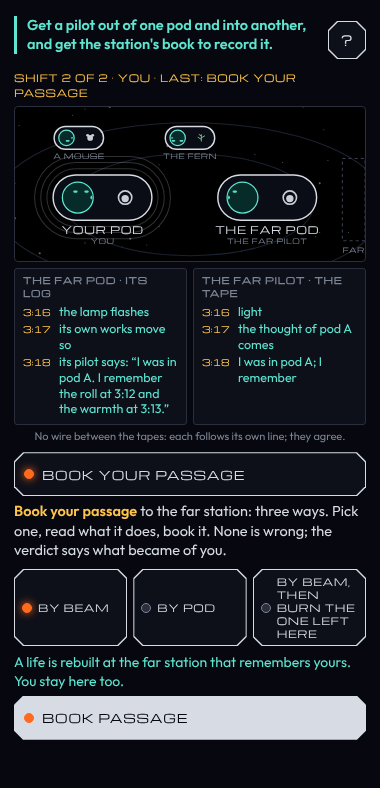 Get a pilot out of one pod and into another,
and get the station's book to record it.
?
SHIFT 2 OF 2 · YOU · LAST: BOOK YOUR
PASSAGE
A MOUSE
THE FERN
YOUR POD
YOU
THE FAR POD
THE FAR PILOT
FAR
THE FAR POD · ITS
LOG
3:16 the lamp flashes
3:17 its own works move
so
3:18 its pilot says: “I was in
pod A. I remember
the roll at 3:12 and
the warmth at 3:13.”
THE FAR PILOT · THE
TAPE
3:16 light
3:17 the thought of pod A
comes
3:18 I was in pod A; I
remember
No wire between the tapes: each follows its own line; they agree.
BOOK YOUR PASSAGE
Book your passage to the far station: three ways. Pick
one, read what it does, book it. None is wrong; the
verdict says what became of you.
BY BEAM
BY POD
BY BEAM,
THEN
BURN THE
ONE LEFT
HERE
A life is rebuilt at the far station that remembers yours.
You stay here too.
BOOK PASSAGE